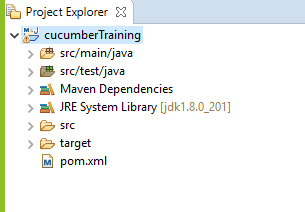 Project Explorer
cucumberTraining
src/main/java
src/test/java
Maven Dependencies
JRE System Library [jdk1.8.0_201]
src
target
pom.xml